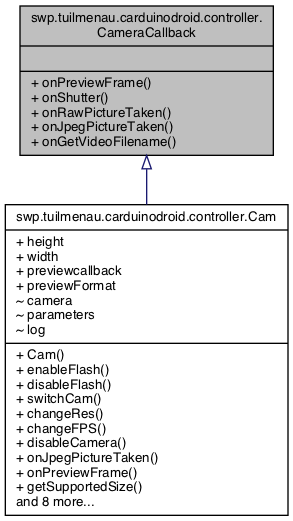 swp.tuilmenau.carduinodroid.controller.
CameraCallback
+ onPreviewFrame()
+ onShutter()
+ onRawPictureTaken()
+ onJpegPictureTaken()
+ onGetVideoFilename()
swp.tuilmenau.carduinodroid.controller.Cam
+ height
+ width
+ previewcallback
+ previewFormat
~ camera
~ parameters
~ log
+ Cam()
+ enableFlash()
+ disableFlash()
+ switchCam()
+ changeRes()
+ changeFPS()
+ disableCamera()
+ onJpegPictureTaken()
+ onPreviewFrame()
+ getSupportedSize()
and 8 more...